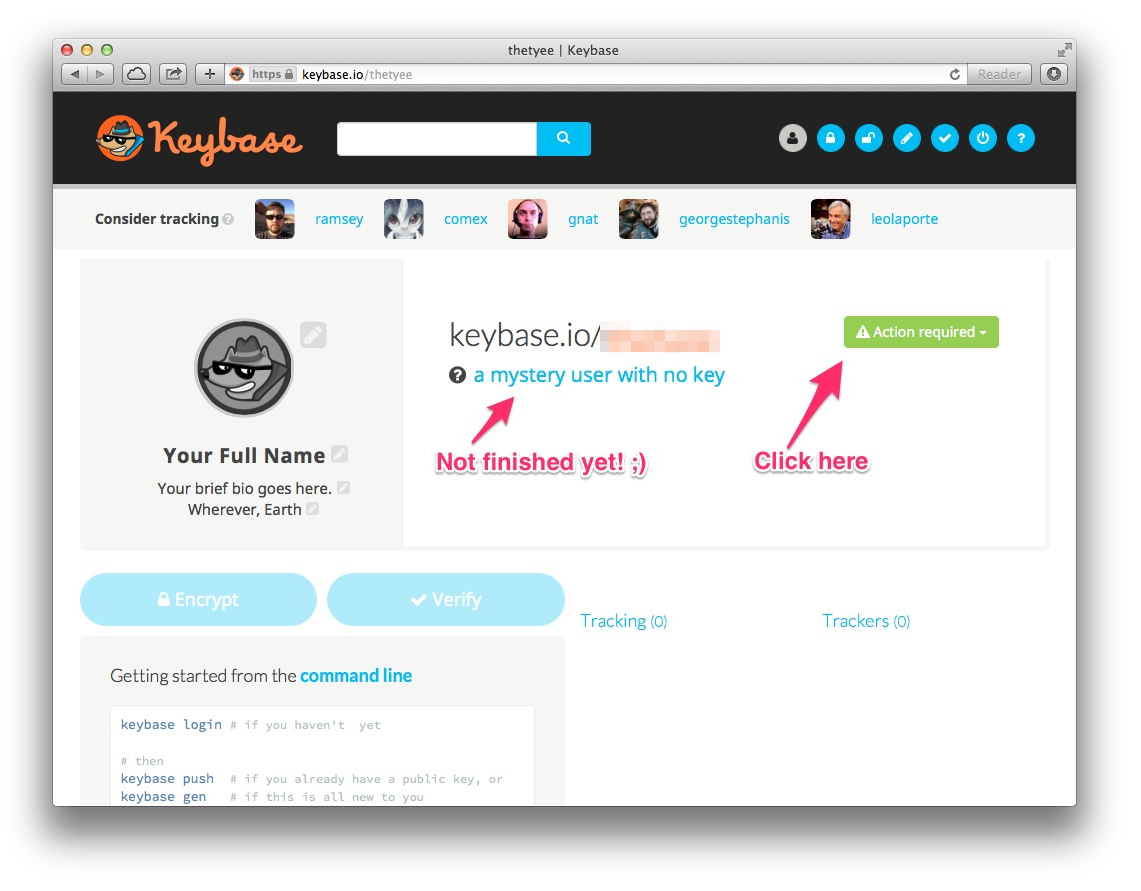 thetyee | Keybase
https keybase.io/thetyee
Reader
Keybase
?
Consider tracking ?
ramsey
comex
gnat
georgestephanis
leolaporte
keybase.io/
Action required
? a mystery user with no key
Not finished yet! ;)
Click here
Your Full Name
Your brief bio goes here.
Wherever, Earth
Encrypt
Verify
Tracking (0)
Trackers (0)
Getting started from the command line
keybase login # if you haven't yet
# then
keybase push # if you already have a public key, or
keybase gen # if this is all new to you